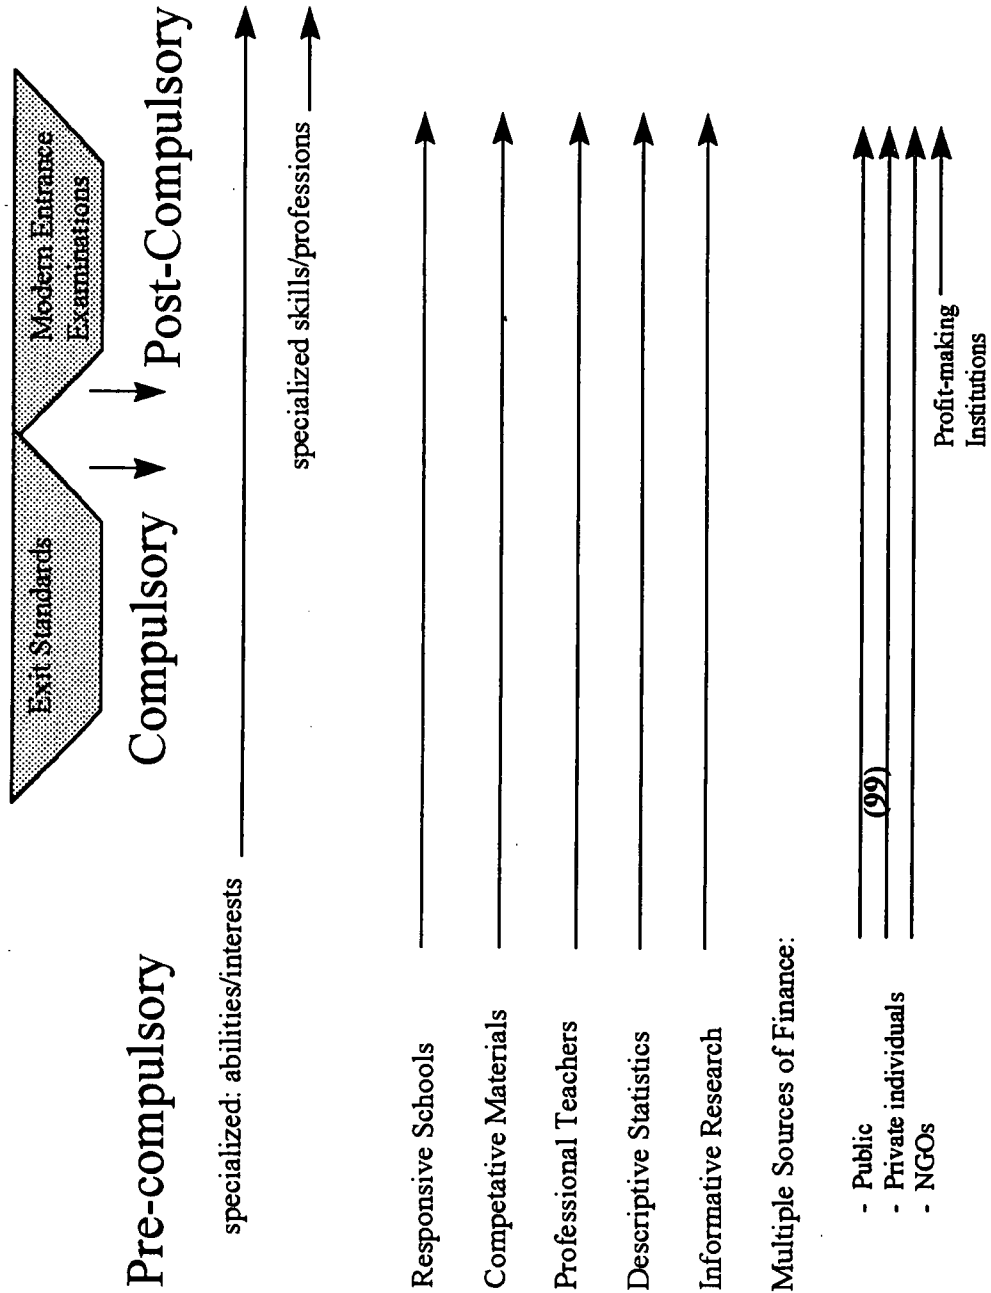 Exit Standards
Modern Entrance
Examinations
Pre-compulsory
Compulsory
Post-Compulsory
specialized: abilities/interests
specialized skills/professions
Responsive Schools
Competative Materials
Professional Teachers
Descriptive Statistics
Informative Research
Multiple Sources of Finance:
- Public
- Private individuals
- NGOs
(99)
Profit-making
Institutions